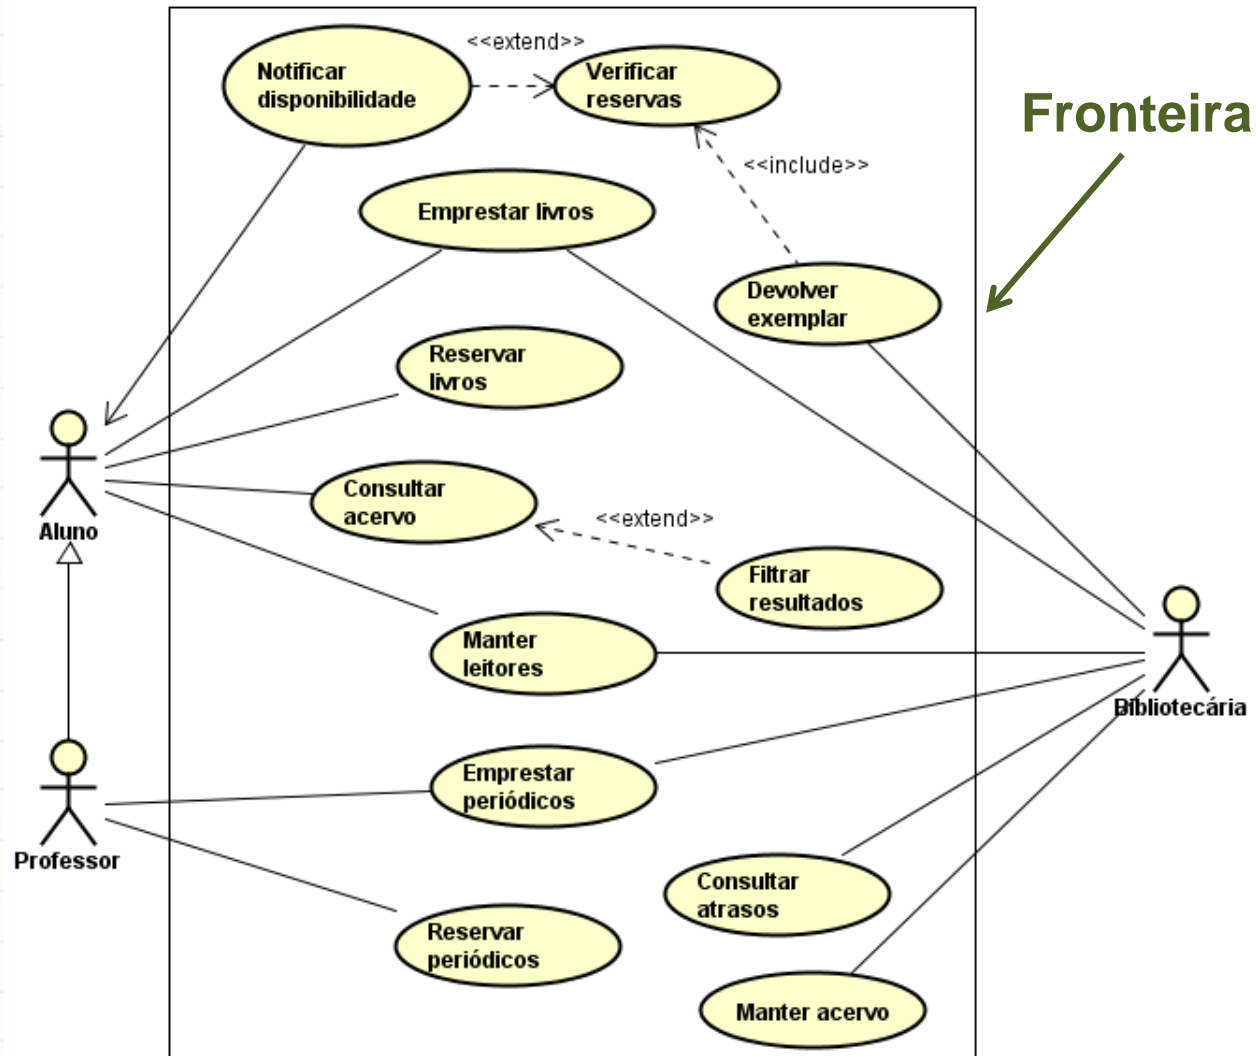 <<extend>>
Notificar
disponibilidade
Verificar
reservas
Fronteira
<<include>>
Emprestar livros
Devolver
exemplar
Reservar
livros
Consultar
acervo
<<extend>>
Aluno
Filtrar
resultados
Manter
leitores
Bibliotecária
Emprestar
periódicos
Professor
Consultar
atrasos
Reservar
periódicos
Manter acervo